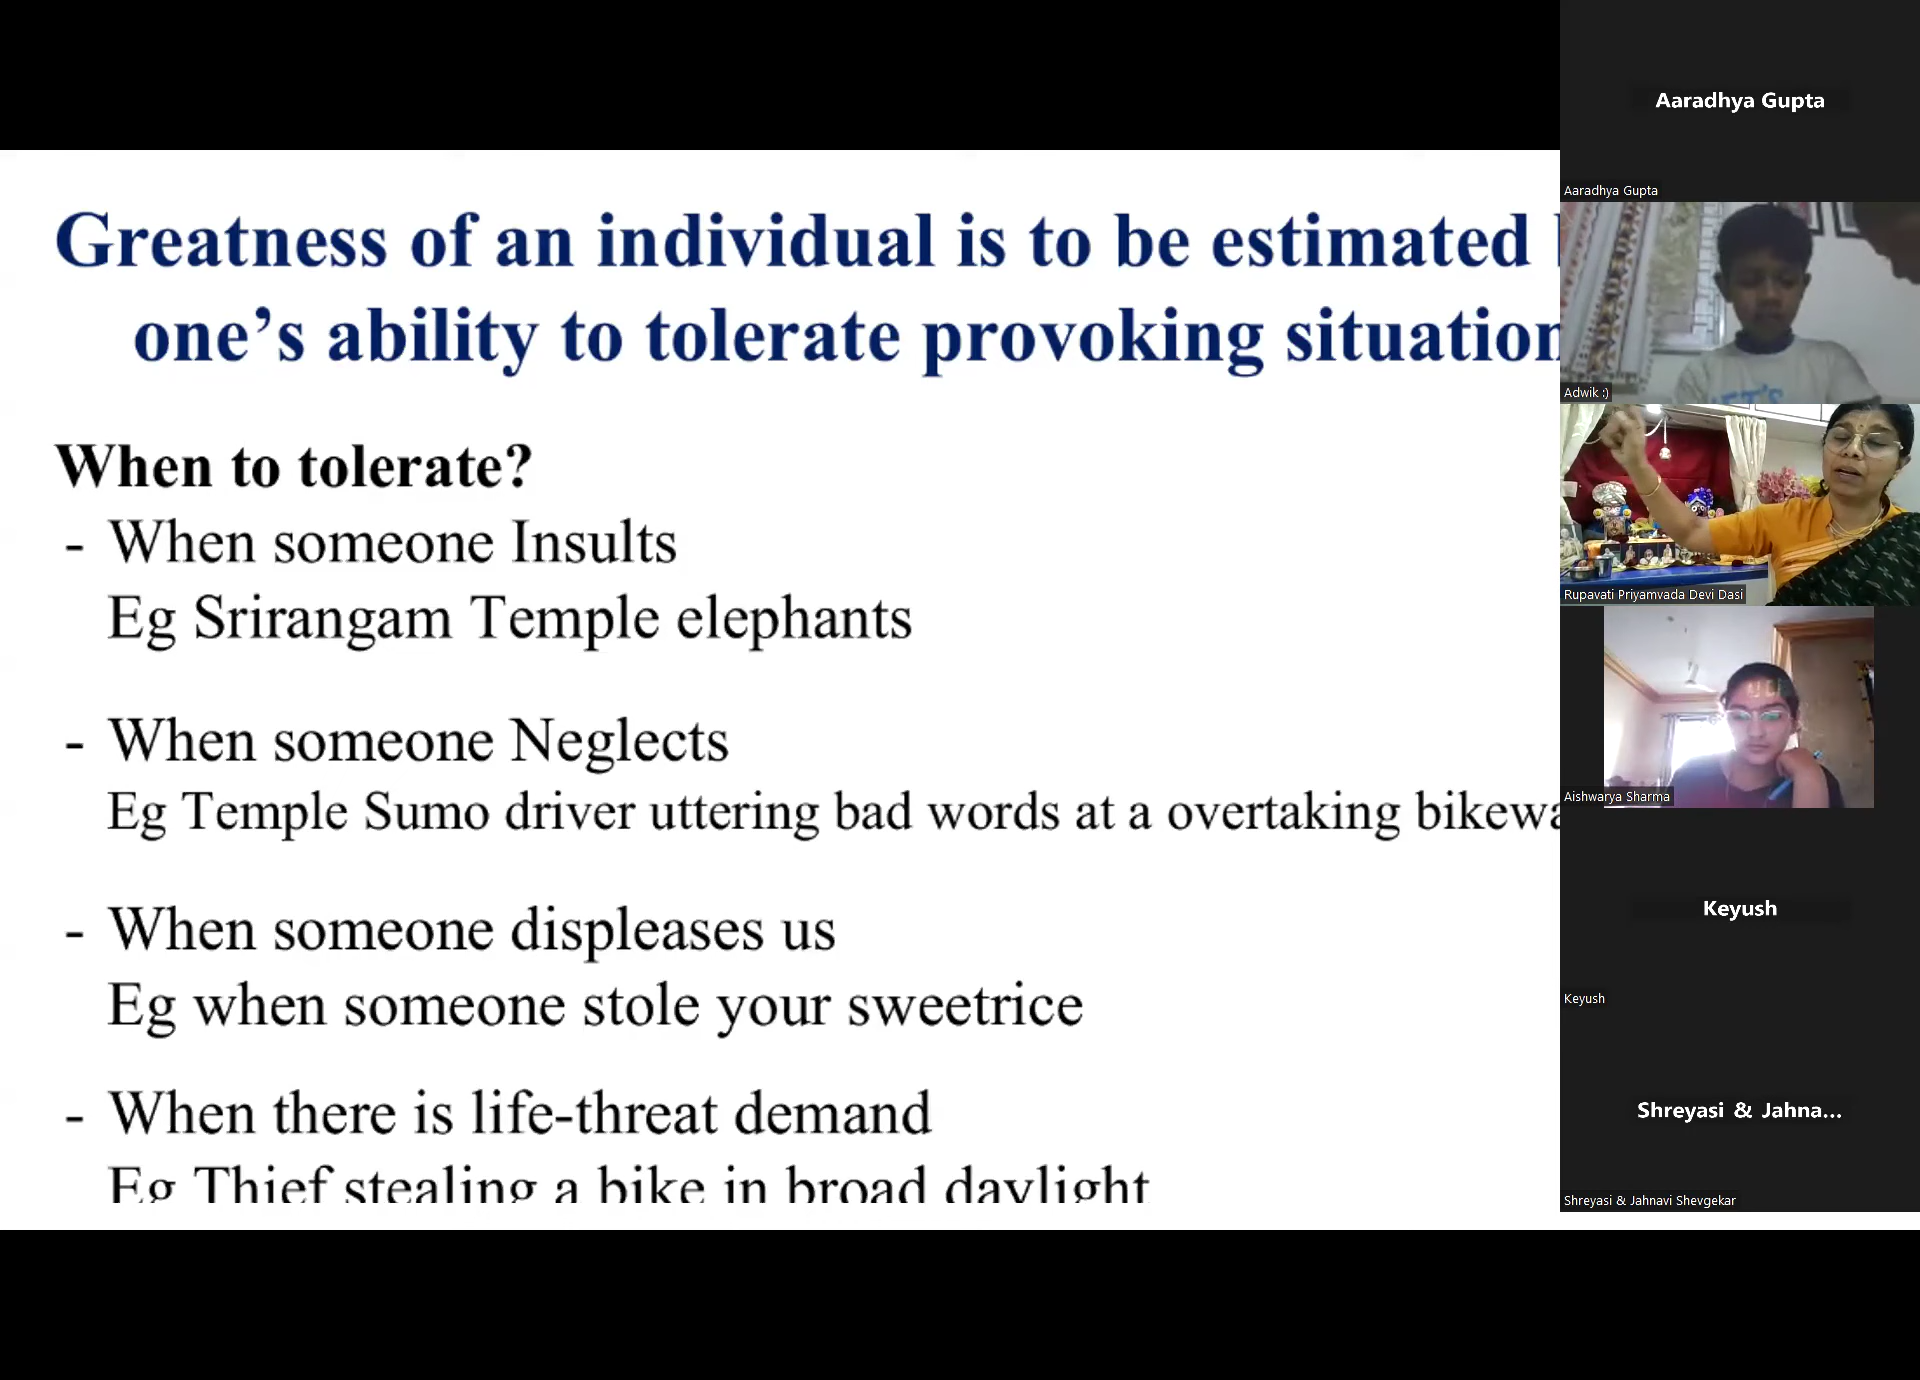 Greatness of an individual is to be estimated
one’s ability to tolerate provoking situation
When to tolerate?
- When someone Insults
Eg Srirangam Temple elephants
- When someone Neglects
Eg Temple Sumo driver uttering bad words at a overtaking bikewa
- When someone displeases us
Eg when someone stole your sweetrice
- When there is life-threat demand
Eg Thief stealing a bike in broad daylight
Aaradhya Gupta
Aaradhya Gupta
Adwik :)
Rupavati Priyamvada Devi Dasi
Aishwarya Sharma
Keyush
Keyush
Shreyasi & Jahna...
Shreyasi & Jahnavi Shevgekar